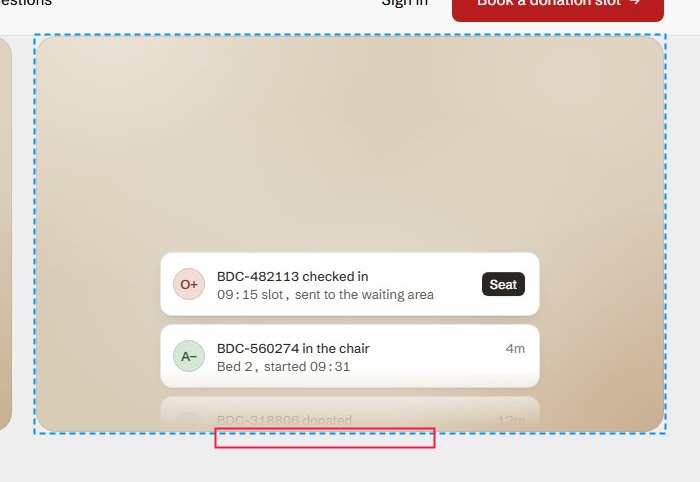 Sign in
Book a donation slot →
O+
BDC-482113 checked in
09:15 slot, sent to the waiting area
Seat
A−
BDC-560274 in the chair
4m
Bed 2, started 09:31
BDC-318806 donated
12m